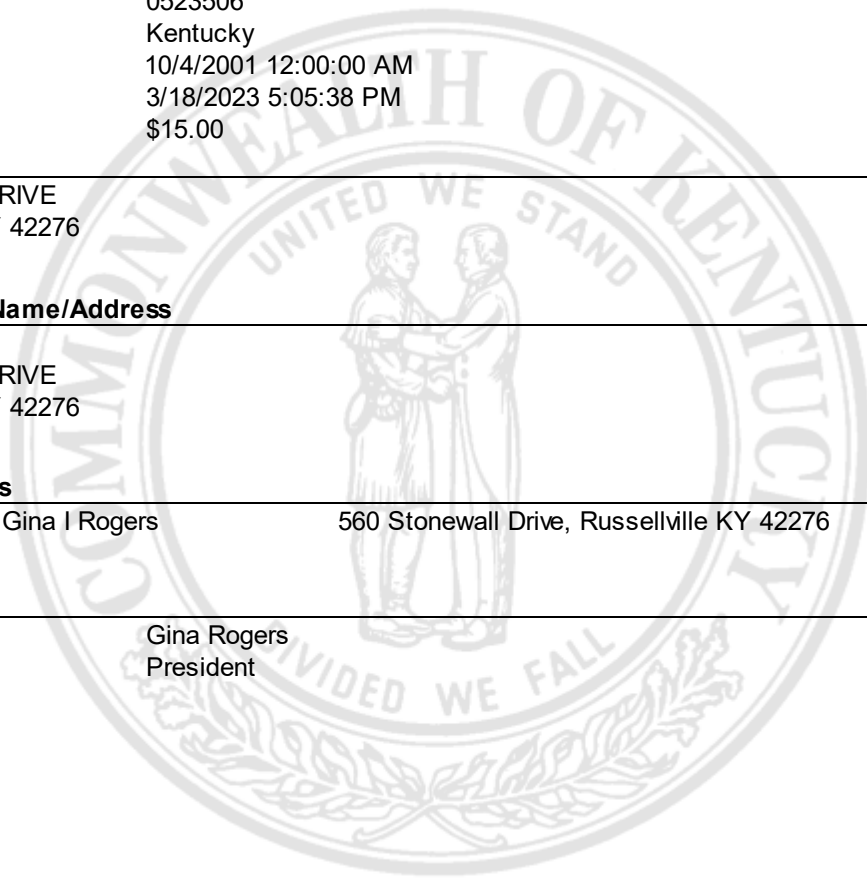 0523506
Kentucky
10/4/2001 12:00:00 AM
3/18/2023 5:05:38 PM
$15.00
RIVE
42276
Name/Address
RIVE
42276
s
Gina I Rogers 560 Stonewall Drive, Russellville KY 42276
Gina Rogers
President
COMMONWEALTH OF KENTUCKY
UNITED WE STAND
DIVIDED WE FALL